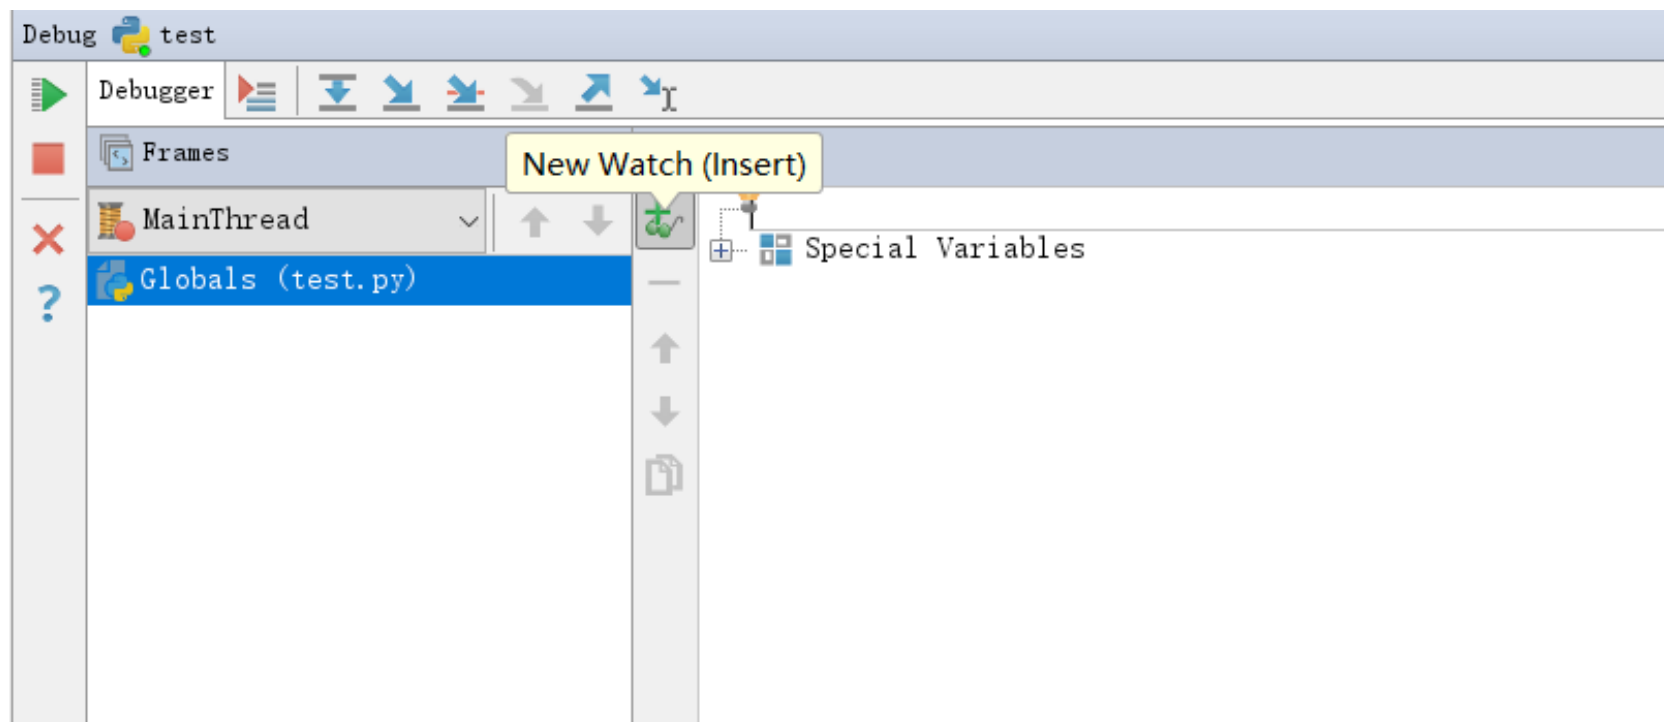 Debug test
Debugger
Frames
New Watch (Insert)
MainThread
Special Variables
Globals (test.py)